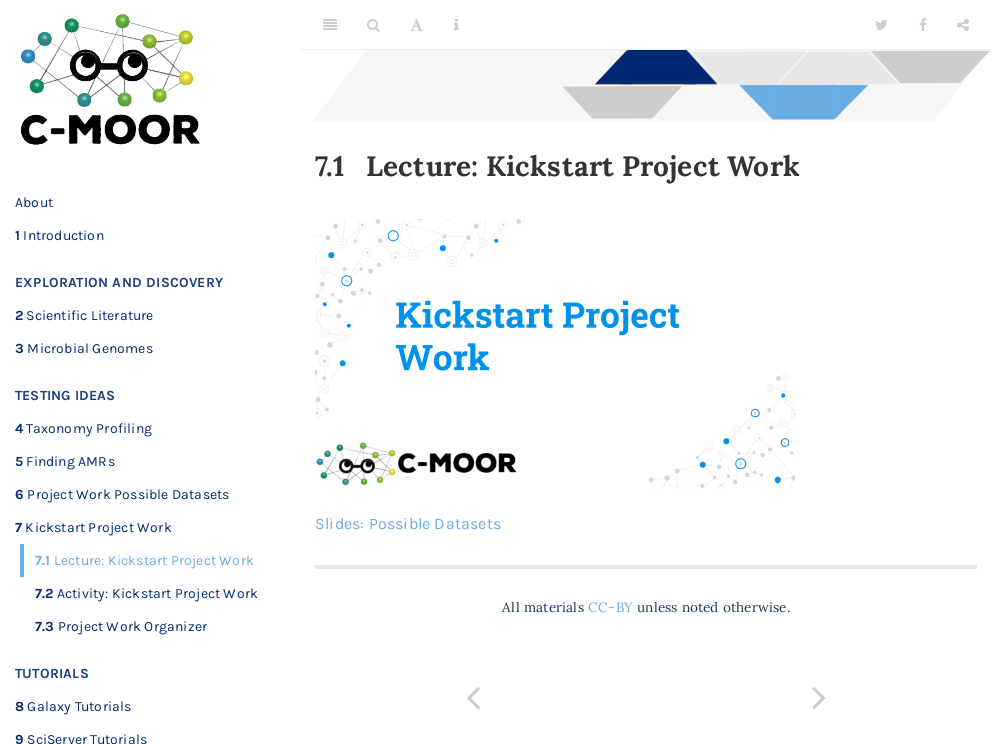 C-MOOR
About
1 Introduction
EXPLORATION AND DISCOVERY
2 Scientific Literature
3 Microbial Genomes
TESTING IDEAS
4 Taxonomy Profiling
5 Finding AMRs
6 Project Work Possible Datasets
7 Kickstart Project Work
7.1 Lecture: Kickstart Project Work
7.2 Activity: Kickstart Project Work
7.3 Project Work Organizer
TUTORIALS
8 Galaxy Tutorials
9 SciServer Tutorials
A
i
7.1 Lecture: Kickstart Project Work
Kickstart Project
Work
C-MOOR
Slides: Possible Datasets
All materials CC-BY unless noted otherwise.